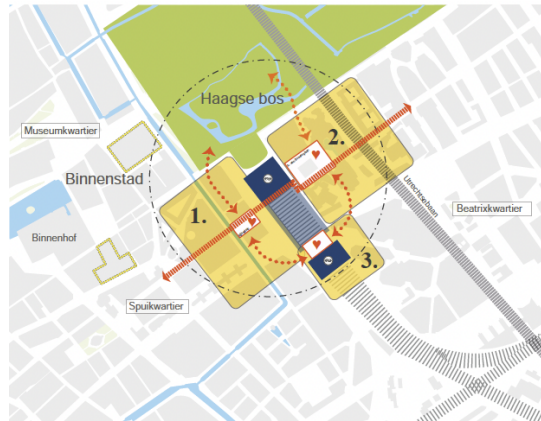 Haagse bos
Museumkwartier
2.
Binnenstad
Utrechtsebaan
Beatrixkwartier
1.
Binnenhof
3.
Spuikwartier